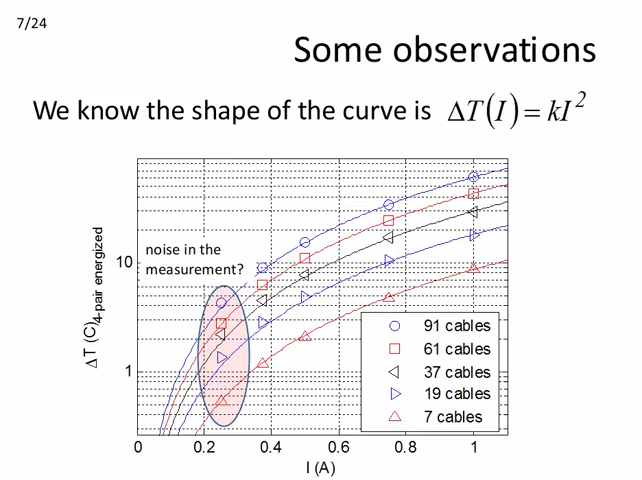 7/24
Some observations
We know the shape of the curve is ΔT(I) = kI²
noise in the
measurement?
10
1
ΔT (C)4-pair energized
91 cables
61 cables
37 cables
19 cables
7 cables
0 0.2 0.4 0.6 0.8 1
I (A)